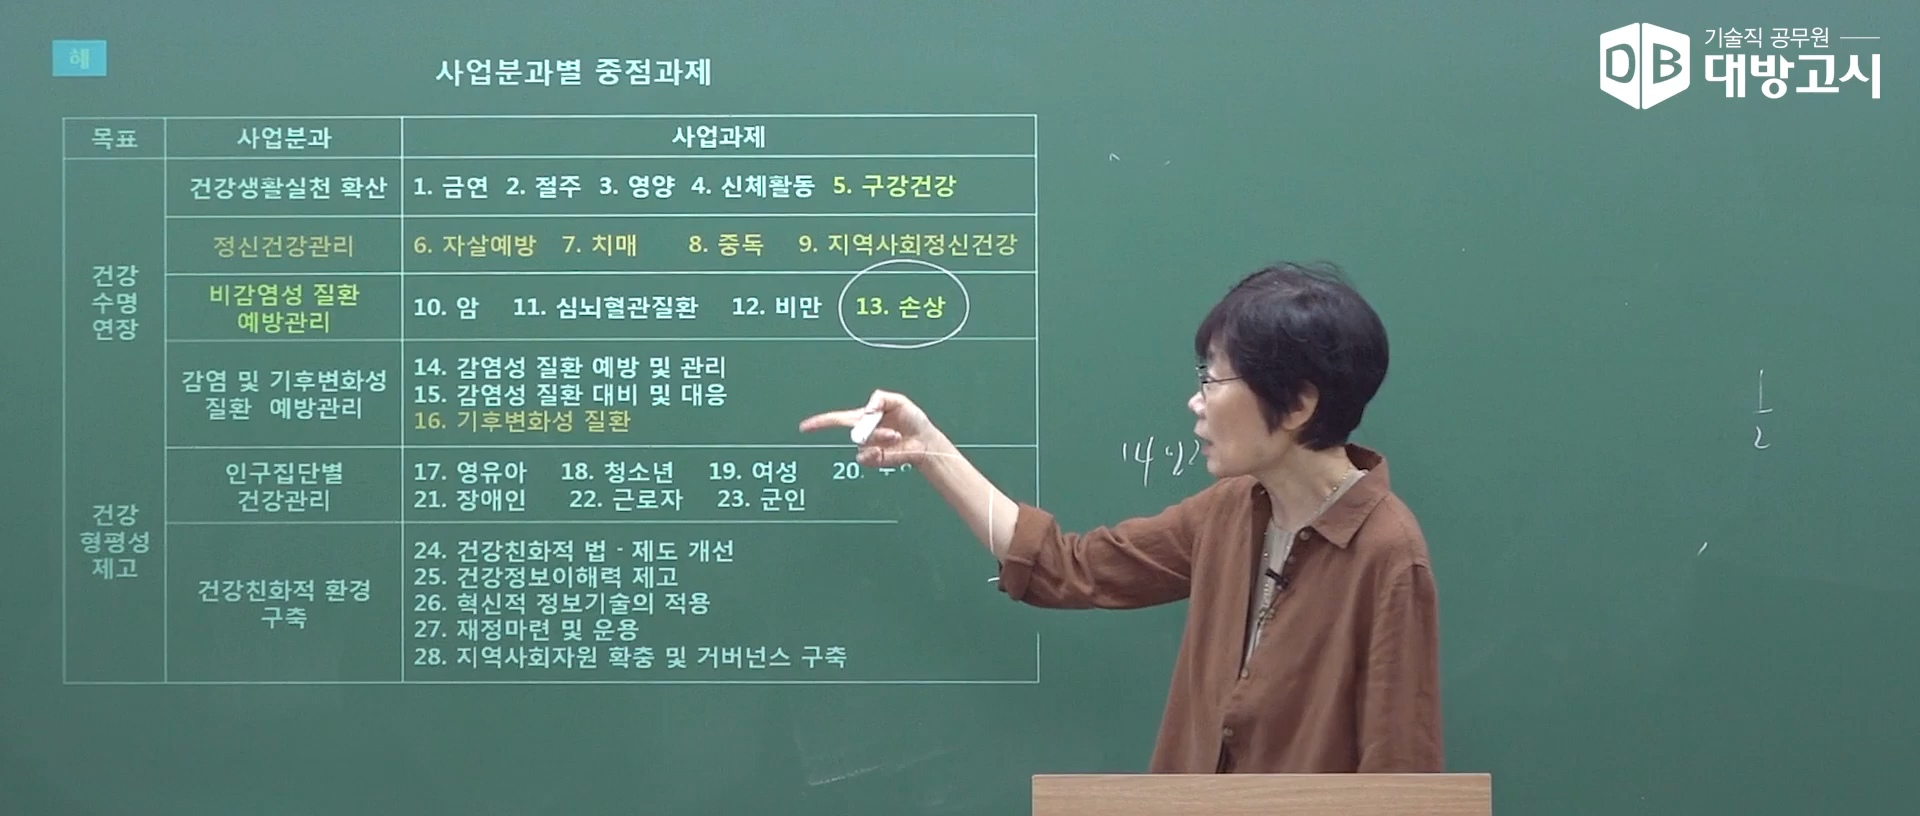 해
사업분과별 중점과제
기술직 공무원
DB 대방고시
목표 사업분과 사업과제
건강
수명
연장
건강생활실천 확산 1. 금연 2. 절주 3. 영양 4. 신체활동 5. 구강건강
정신건강관리 6. 자살예방 7. 치매 8. 중독 9. 지역사회정신건강
비감염성 질환
예방관리
10. 암 11. 심뇌혈관질환 12. 비만 13. 손상
감염 및 기후변화성
질환 예방관리
14. 감염성 질환 예방 및 관리
15. 감염성 질환 대비 및 대응
16. 기후변화성 질환
건강
형평성
제고
인구집단별
건강관리
17. 영유아 18. 청소년 19. 여성 20.
21. 장애인 22. 근로자 23. 군인
건강친화적 환경
구축
24. 건강친화적 법 - 제도 개선
25. 건강정보이해력 제고
26. 혁신적 정보기술의 적용
27. 재정마련 및 운용
28. 지역사회자원 확충 및 거버넌스 구축
14
1
2